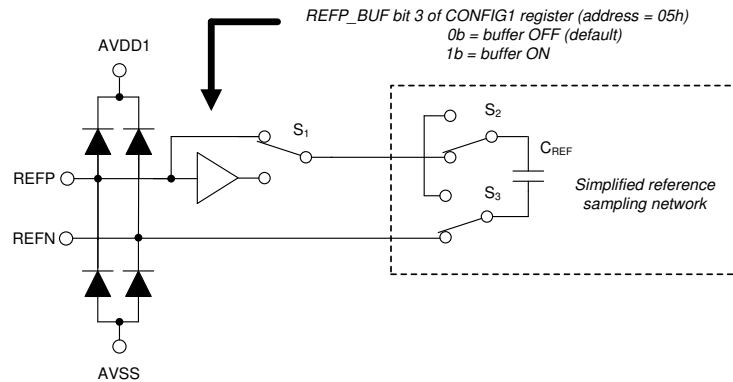 REFP_BUF bit 3 of CONFIG1 register (address = 05h)
0b = buffer OFF (default)
1b = buffer ON
AVDD1
S1
S2
CREF
REFP
S3
Simplified reference
sampling network
REFN
AVSS